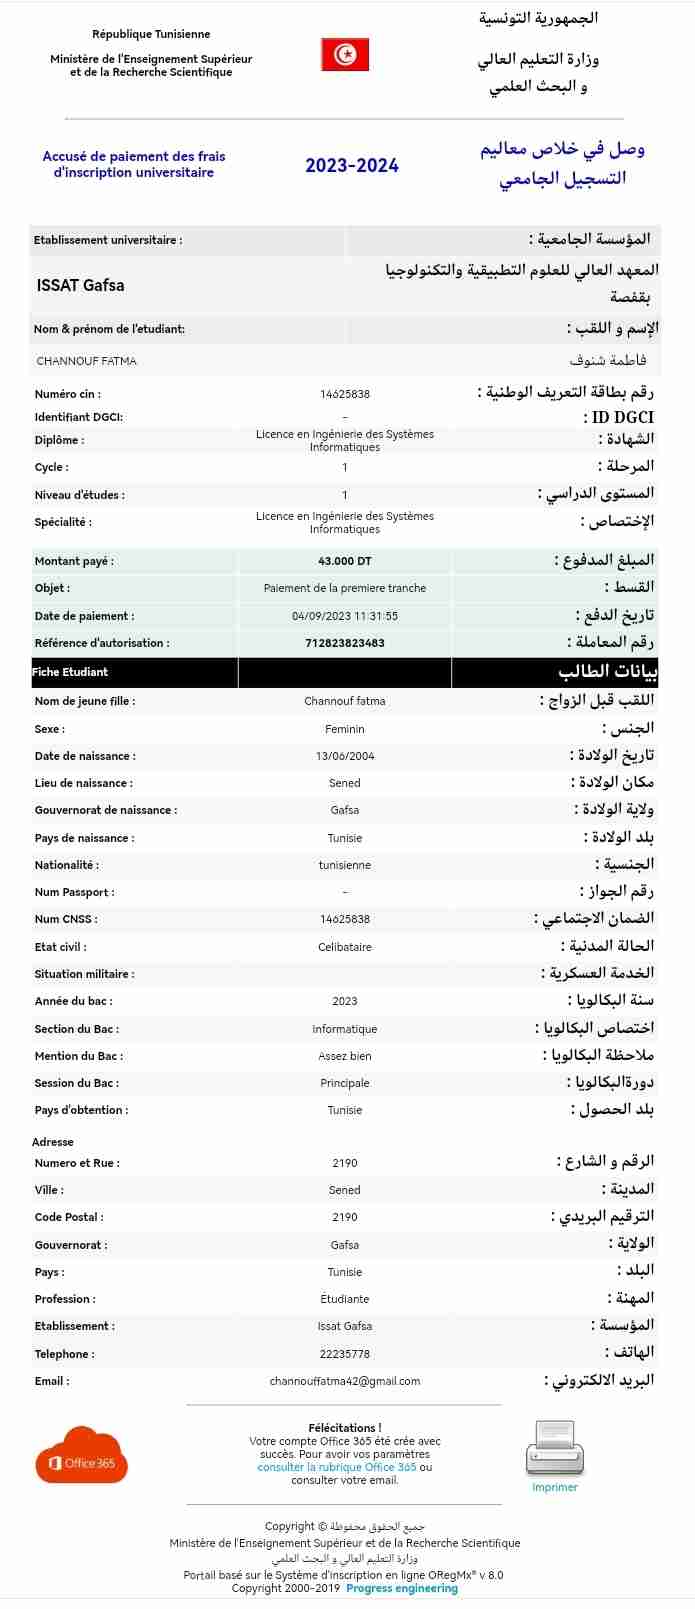 République Tunisienne
Ministère de l'Enseignement Supérieur
et de la Recherche Scientifique
الجمهورية التونسية
وزارة التعليم العالي
و البحث العلمي
Accusé de paiement des frais
d'inscription universitaire
2023-2024
وصل في خلاص معاليم
التسجيل الجامعي
Etablissement universitaire : المؤسسة الجامعية :
ISSAT Gafsa
المعهد العالي للعلوم التطبيقية والتكنولوجيا
بقفصة
Nom & prénom de l'etudiant: الإسم و اللقب :
CHANNOUF FATMA فاطمة شنوف
Numéro cin : 14625838 رقم بطاقة التعريف الوطنية :
Identifiant DGCI: - ID DGCI :
Diplôme : Licence en Ingénierie des Systèmes الشهادة :
Informatiques
Cycle : 1 المرحلة :
Niveau d'études : 1 المستوى الدراسي :
Spécialité : Licence en Ingénierie des Systèmes الإختصاص :
Informatiques
Montant payé : 43.000 DT المبلغ المدفوع :
Objet : Paiement de la premiere tranche القسط :
Date de paiement : 04/09/2023 11:31:55 تاريخ الدفع :
Référence d'autorisation : 712823823483 رقم المعاملة :
Fiche Etudiant بيانات الطالب
Nom de jeune fille : Channouf fatma اللقب قبل الزواج :
Sexe : Feminin الجنس :
Date de naissance : 13/06/2004 تاريخ الولادة :
Lieu de naissance : Sened مكان الولادة :
Gouvernorat de naissance : Gafsa ولاية الولادة :
Pays de naissance : Tunisie بلد الولادة :
Nationalité : tunisienne الجنسية :
Num Passport : - رقم الجواز :
Num CNSS : 14625838 الضمان الاجتماعي :
Etat civil : Celibataire الحالة المدنية :
Situation militaire : الخدمة العسكرية :
Année du bac : 2023 سنة البكالويا :
Section du Bac : Informatique اختصاص البكالويا :
Mention du Bac : Assez bien ملاحظة البكالويا :
Session du Bac : Principale دورةالبكالويا :
Pays d'obtention : Tunisie بلد الحصول :
Adresse
Numero et Rue : 2190 الرقم و الشارع :
Ville : Sened المدينة :
Code Postal : 2190 الترقيم البريدي :
Gouvernorat : Gafsa الولاية :
Pays : Tunisie البلد :
Profession : Étudiante المهنة :
Etablissement : Issat Gafsa المؤسسة :
Telephone : 22235778 الهاتف :
Email : channouffatma42@gmail.com البريد الالكتروني :
Office 365
Félécitations !
Votre compte Office 365 été crée avec
succès. Pour avoir vos paramètres
consulter la rubrique Office 365 ou
consulter votre email.
Imprimer
Copyright © جميع الحقوق محفوظة
Ministère de l'Enseignement Supérieur et de la Recherche Scientifique
وزارة التعليم العالي و البحث العلمي
Portail basé sur le Système d'inscription en ligne ORegMx® v 8.0
Copyright 2000-2019 Progress engineering